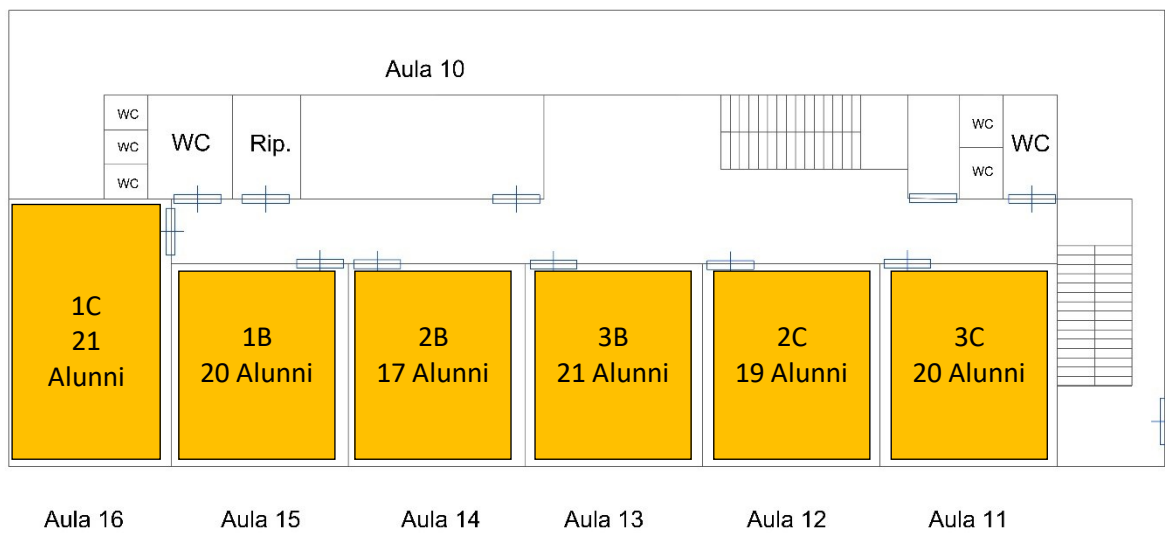 Aula 10
WC
WC
WC
WC
Rip.
WC
WC
WC
1C
21
Alunni
1B
20 Alunni
2B
17 Alunni
3B
21 Alunni
2C
19 Alunni
3C
20 Alunni
Aula 16
Aula 15
Aula 14
Aula 13
Aula 12
Aula 11